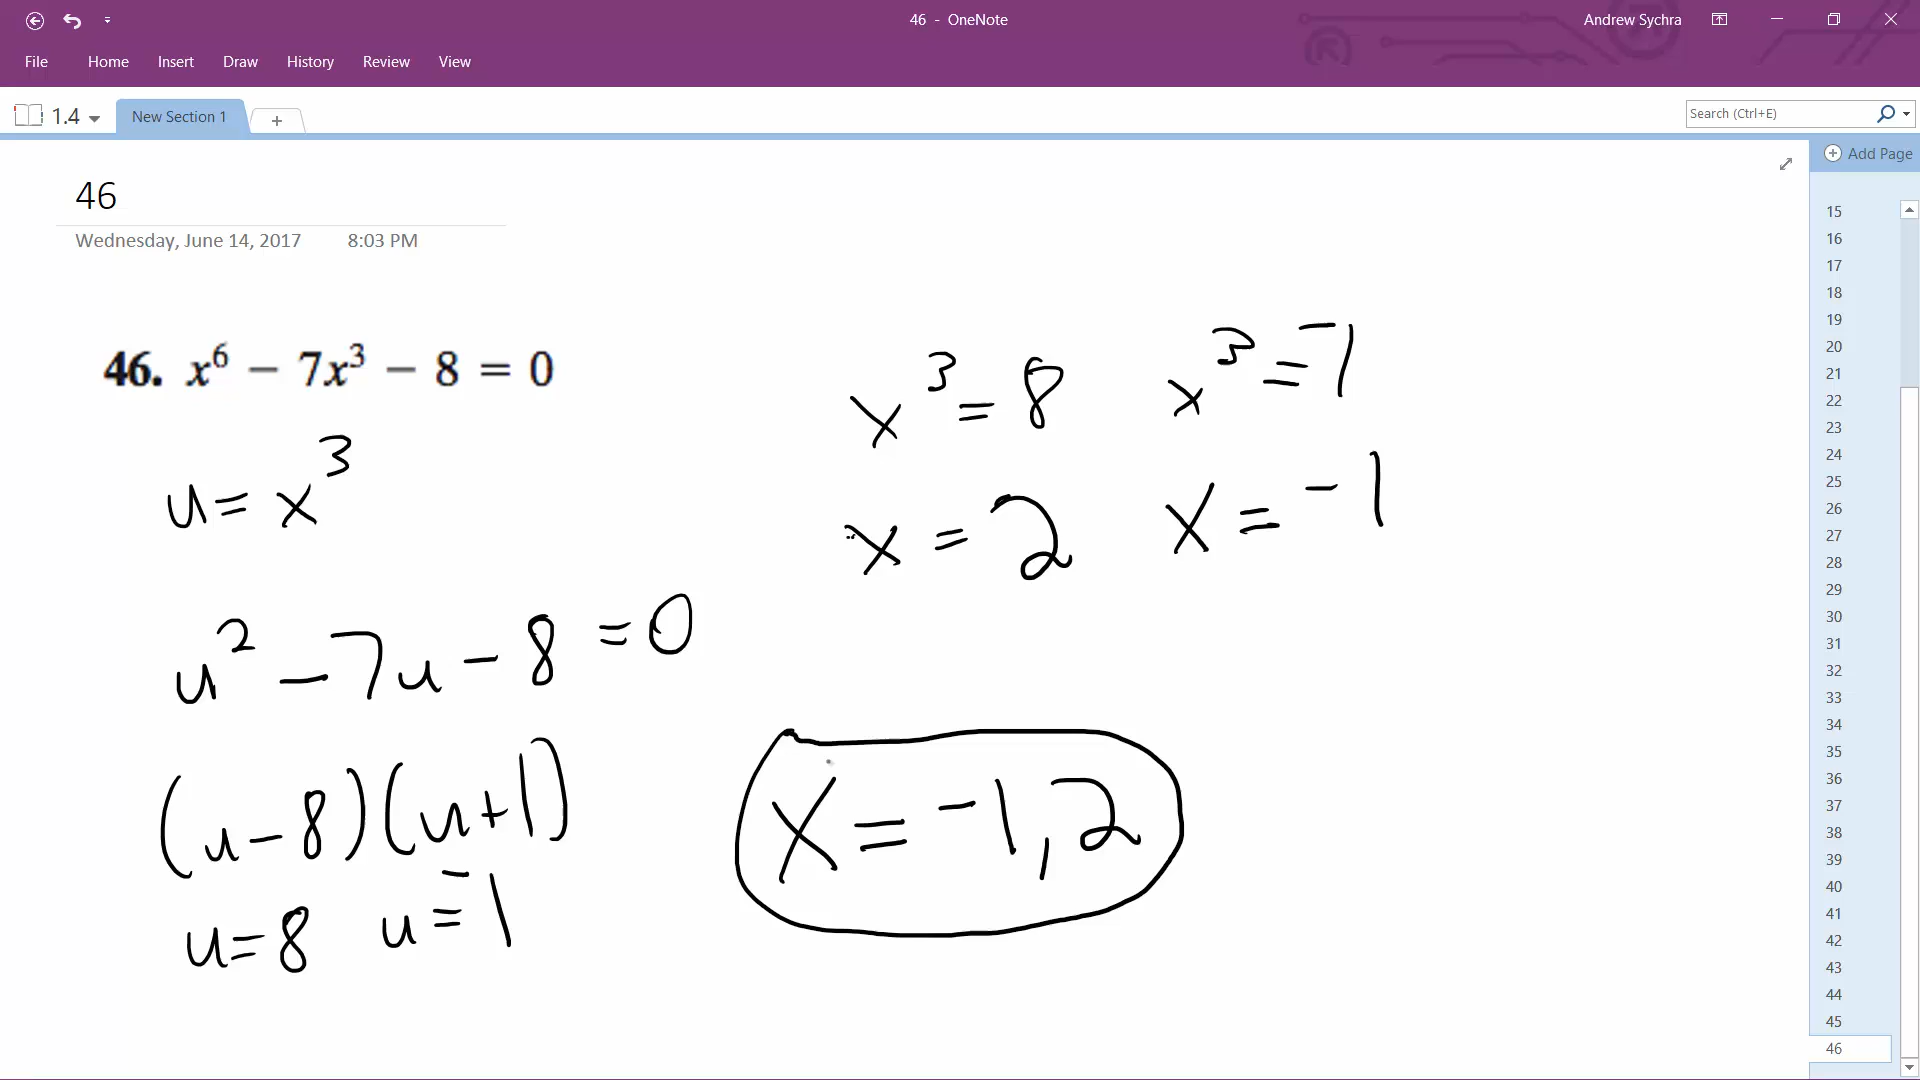 46 - OneNote
Andrew Sychra
File Home Insert Draw History Review View
1.4 New Section 1 +
Search (Ctrl+E)
Add Page
46
Wednesday, June 14, 2017 8:03 PM
46. x⁶ − 7x³ − 8 = 0
u = x³
u² − 7u − 8 = 0
(u − 8)(u + 1)
u = 8 u = −1
x³ = 8 x³ = −1
x = 2 x = −1
x = −1, 2
15
16
17
18
19
20
21
22
23
24
25
26
27
28
29
30
31
32
33
34
35
36
37
38
39
40
41
42
43
44
45
46